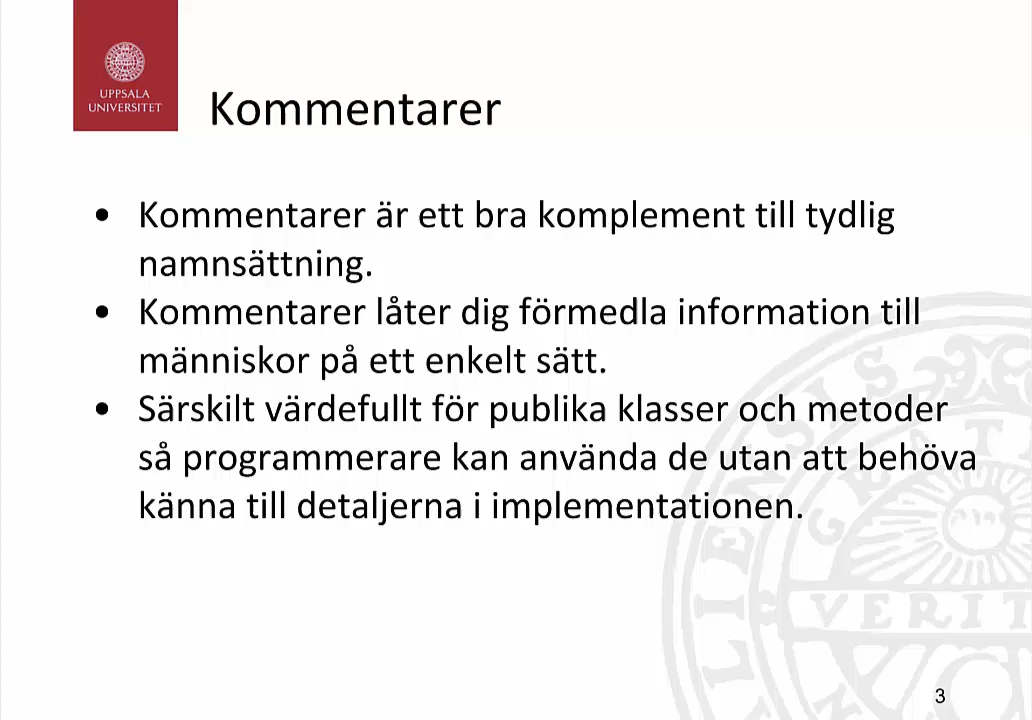 UPPSALA
UNIVERSITET
Kommentarer
• Kommentarer är ett bra komplement till tydlig
namnsättning.
• Kommentarer låter dig förmedla information till
människor på ett enkelt sätt.
• Särskilt värdefullt för publika klasser och metoder
så programmerare kan använda de utan att behöva
känna till detaljerna i implementationen.
VERIT
3